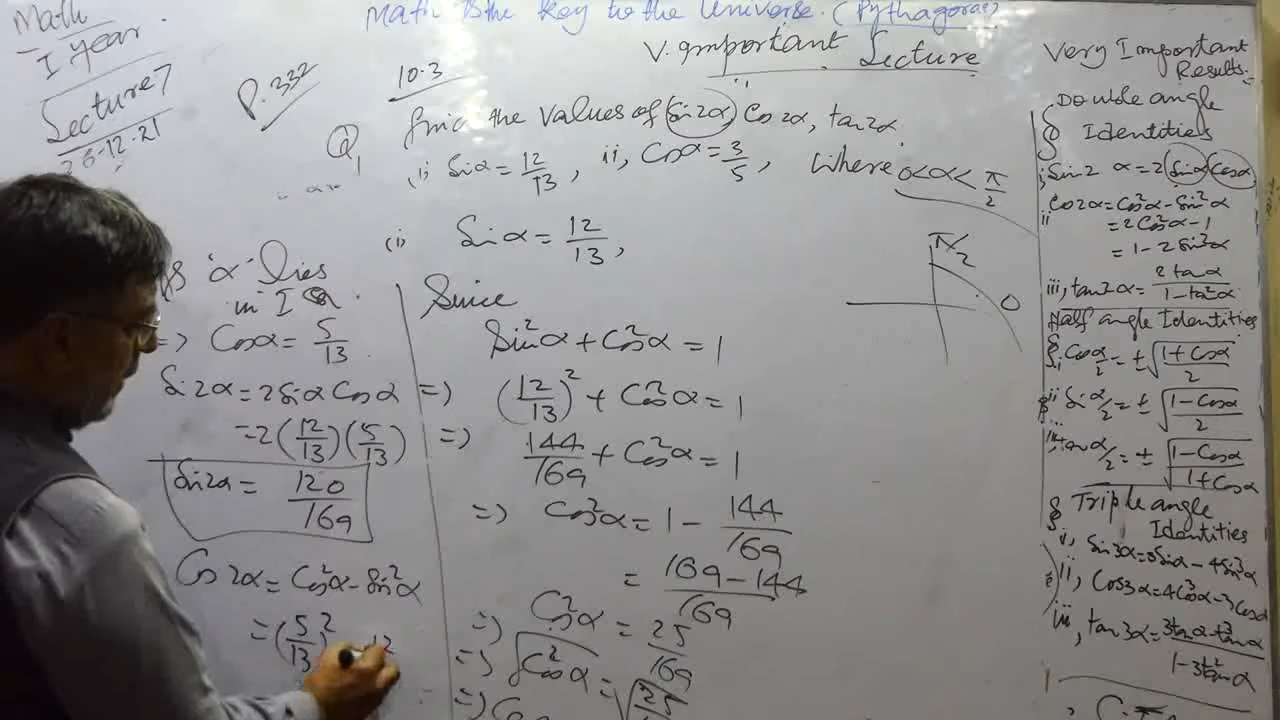 Math is the Key to the Universe. (Pythagoras)
Math
I year
Lecture 7
28-12-21
P.332
10.3
V. Important Lecture
Q1 find the values of Sin2α, Cos2α, tan2α
(i) Sinα = 12/13, ii, Cosα = 3/5, Where 0<α<π/2
(i) Sinα = 12/13,
π/2
0
Since
Sin²α + Cos²α = 1
=) (12/13)² + Cos²α = 1
=) 144/169 + Cos²α = 1
=) Cos²α = 1 - 144/169
= 169 - 144/169
=) Cos²α = 25/169
=) √Cos²α = √25/
=) Cos
"α" lies
in I Q
=) Cosα = 5/13
Sin2α = 2SinαCosα
= 2(12/13)(5/13)
Sin2α = 120/169
Cos2α = Cos²α - Sin²α
= (5/13)² - 12
Very Important
Results.
§ Double angle
Identities
i, Sin2α = 2SinαCosα
ii Cos2α = Cos²α - Sin²α
= 2Cos²α - 1
= 1 - 2Sin²α
iii, tan2α = 2tanα/1 - tan²α
Half angle Identities
§ i, Cosα/2 = ±√1 + Cosα/2
ii Sinα/2 = ±√1 - Cosα/2
iii tanα/2 = ±√1 - Cosα/1 + Cosα
§ Triple angle
Identities
i, Sin3α = 3Sinα - 4Sin³α
ii, Cos3α = 4Cos³α - 3Cosα
iii, tan3α = 3tanα - tan³α/1 - 3tan²α